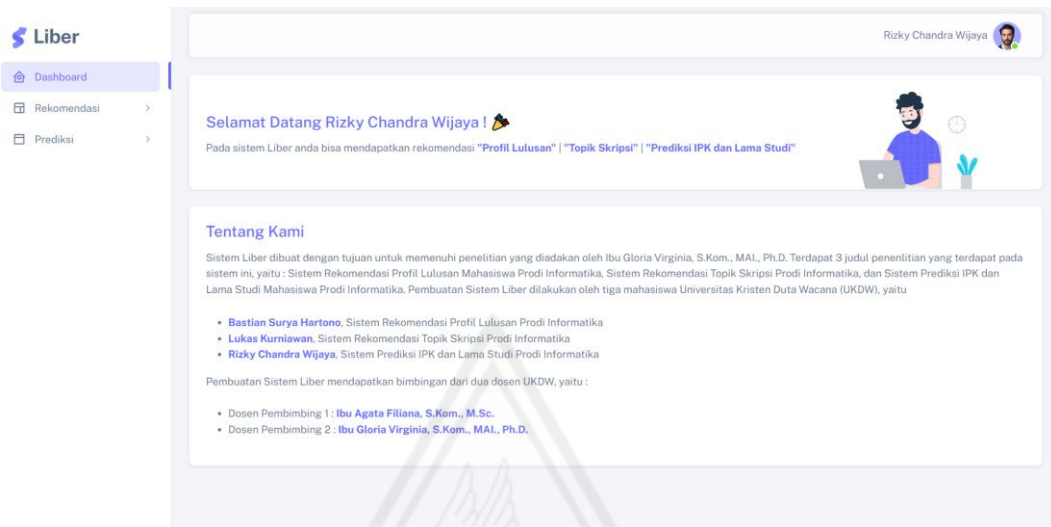 Liber
Rizky Chandra Wijaya
Dashboard
Rekomendasi
Prediksi
Selamat Datang Rizky Chandra Wijaya !
Pada sistem Liber anda bisa mendapatkan rekomendasi "Profil Lulusan" | "Topik Skripsi" | "Prediksi IPK dan Lama Studi"
Tentang Kami
Sistem Liber dibuat dengan tujuan untuk memenuhi penelitian yang diadakan oleh Ibu Gloria Virginia, S.Kom., MAI., Ph.D. Terdapat 3 judul penenlitian yang terdapat pada
sistem ini, yaitu : Sistem Rekomendasi Profil Lulusan Mahasiswa Prodi Informatika, Sistem Rekomendasi Topik Skripsi Prodi Informatika, dan Sistem Prediksi IPK dan
Lama Studi Mahasiswa Prodi Informatika. Pembuatan Sistem Liber dilakukan oleh tiga mahasiswa Universitas Kristen Duta Wacana (UKDW), yaitu
• Bastian Surya Hartono, Sistem Rekomendasi Profil Lulusan Prodi Informatika
• Lukas Kurniawan, Sistem Rekomendasi Topik Skripsi Prodi Informatika
• Rizky Chandra Wijaya, Sistem Prediksi IPK dan Lama Studi Prodi Informatika
Pembuatan Sistem Liber mendapatkan bimbingan dari dua dosen UKDW, yaitu :
• Dosen Pembimbing 1 : Ibu Agata Filiana, S.Kom., M.Sc.
• Dosen Pembimbing 2 : Ibu Gloria Virginia, S.Kom., MAI., Ph.D.